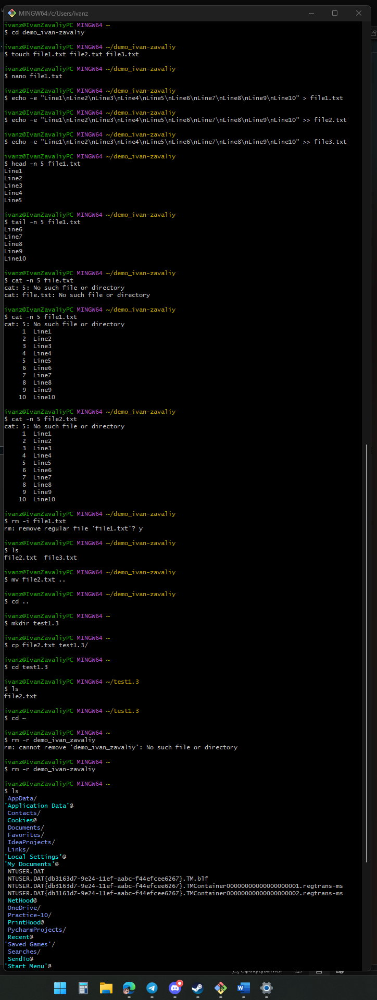 MINGW64:/c/Users/ivanz
ivanz@IvanZavaliyPC MINGW64 ~
$ cd demo_ivan-zavaliy
ivanz@IvanZavaliyPC MINGW64 ~/demo_ivan-zavaliy
$ touch file1.txt file2.txt file3.txt
ivanz@IvanZavaliyPC MINGW64 ~/demo_ivan-zavaliy
$ nano file1.txt
ivanz@IvanZavaliyPC MINGW64 ~/demo_ivan-zavaliy
$ echo -e "Line1\nLine2\nLine3\nLine4\nLine5\nLine6\nLine7\nLine8\nLine9\nLine10" > file1.txt
ivanz@IvanZavaliyPC MINGW64 ~/demo_ivan-zavaliy
$ echo -e "Line1\nLine2\nLine3\nLine4\nLine5\nLine6\nLine7\nLine8\nLine9\nLine10" >> file2.txt
ivanz@IvanZavaliyPC MINGW64 ~/demo_ivan-zavaliy
$ echo -e "Line1\nLine2\nLine3\nLine4\nLine5\nLine6\nLine7\nLine8\nLine9\nLine10" >> file3.txt
ivanz@IvanZavaliyPC MINGW64 ~/demo_ivan-zavaliy
$ head -n 5 file1.txt
Line1
Line2
Line3
Line4
Line5
ivanz@IvanZavaliyPC MINGW64 ~/demo_ivan-zavaliy
$ tail -n 5 file1.txt
Line6
Line7
Line8
Line9
Line10
ivanz@IvanZavaliyPC MINGW64 ~/demo_ivan-zavaliy
$ cat -n 5 file.txt
cat: 5: No such file or directory
cat: file.txt: No such file or directory
ivanz@IvanZavaliyPC MINGW64 ~/demo_ivan-zavaliy
$ cat -n 5 file1.txt
cat: 5: No such file or directory
1 Line1
2 Line2
3 Line3
4 Line4
5 Line5
6 Line6
7 Line7
8 Line8
9 Line9
10 Line10
ivanz@IvanZavaliyPC MINGW64 ~/demo_ivan-zavaliy
$ cat -n 5 file2.txt
cat: 5: No such file or directory
1 Line1
2 Line2
3 Line3
4 Line4
5 Line5
6 Line6
7 Line7
8 Line8
9 Line9
10 Line10
ivanz@IvanZavaliyPC MINGW64 ~/demo_ivan-zavaliy
$ rm -i file1.txt
rm: remove regular file 'file1.txt'? y
ivanz@IvanZavaliyPC MINGW64 ~/demo_ivan-zavaliy
$ ls
file2.txt file3.txt
ivanz@IvanZavaliyPC MINGW64 ~/demo_ivan-zavaliy
$ mv file2.txt ..
ivanz@IvanZavaliyPC MINGW64 ~/demo_ivan-zavaliy
$ cd ..
ivanz@IvanZavaliyPC MINGW64 ~
$ mkdir test1.3
ivanz@IvanZavaliyPC MINGW64 ~
$ cp file2.txt test1.3/
ivanz@IvanZavaliyPC MINGW64 ~
$ cd test1.3
ivanz@IvanZavaliyPC MINGW64 ~/test1.3
$ ls
file2.txt
ivanz@IvanZavaliyPC MINGW64 ~/test1.3
$ cd ~
ivanz@IvanZavaliyPC MINGW64 ~
$ rm -r demo_ivan_zavaliy
rm: cannot remove 'demo_ivan_zavaliy': No such file or directory
ivanz@IvanZavaliyPC MINGW64 ~
$ rm -r demo_ivan-zavaliy
ivanz@IvanZavaliyPC MINGW64 ~
$ ls
AppData/
'Application Data'@
Contacts/
Cookies@
Documents/
Favorites/
IdeaProjects/
Links/
'Local Settings'@
'My Documents'@
NTUSER.DAT
NTUSER.DAT{db3163d7-9e24-11ef-aabc-f44efcee6267}.TM.blf
NTUSER.DAT{db3163d7-9e24-11ef-aabc-f44efcee6267}.TMContainer00000000000000000001.regtrans-ms
NTUSER.DAT{db3163d7-9e24-11ef-aabc-f44efcee6267}.TMContainer00000000000000000002.regtrans-ms
NetHood@
OneDrive/
Practice-10/
PrintHood@
PycharmProjects/
Recent@
'Saved Games'/
Searches/
SendTo@
'Start Menu'@